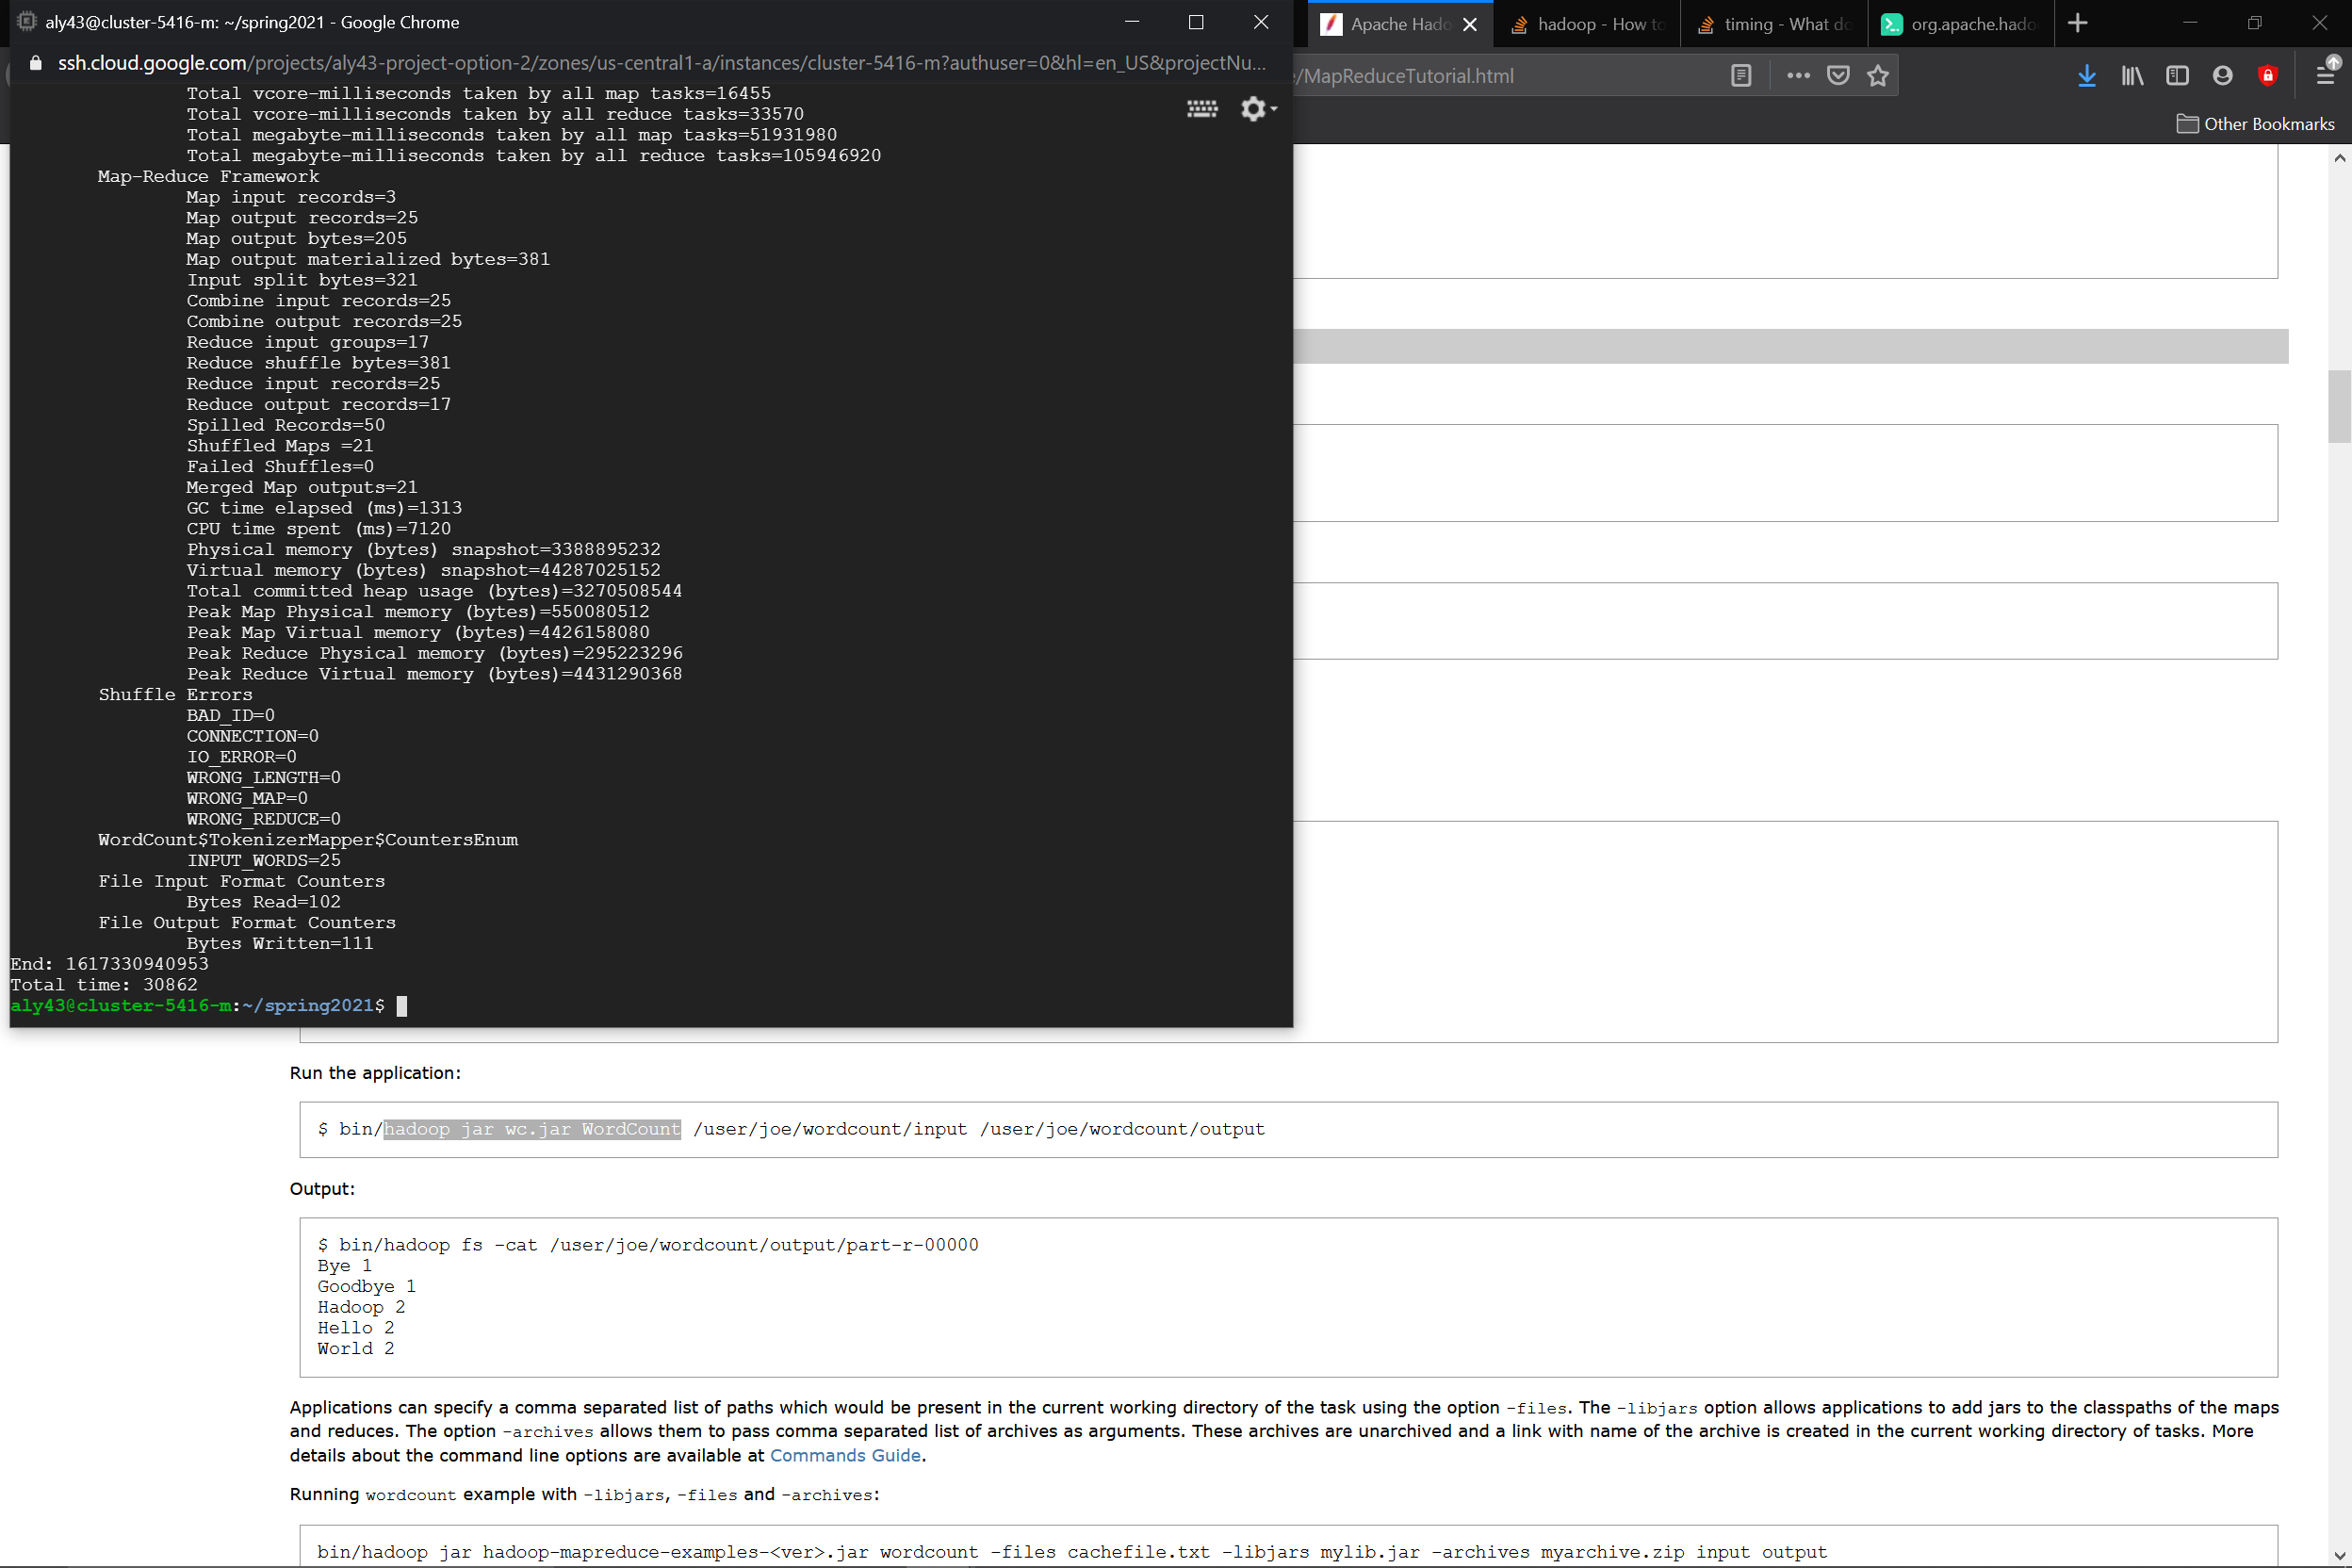 aly43@cluster-5416-m: ~/spring2021 - Google Chrome
ssh.cloud.google.com/projects/aly43-project-option-2/zones/us-central1-a/instances/cluster-5416-m?authuser=0&hl=en_US&projectNu...
Apache Hado
hadoop - How to
timing - What do
org.apache.hado
/MapReduceTutorial.html
Other Bookmarks
Total vcore-milliseconds taken by all map tasks=16455
Total vcore-milliseconds taken by all reduce tasks=33570
Total megabyte-milliseconds taken by all map tasks=51931980
Total megabyte-milliseconds taken by all reduce tasks=105946920
Map-Reduce Framework
Map input records=3
Map output records=25
Map output bytes=205
Map output materialized bytes=381
Input split bytes=321
Combine input records=25
Combine output records=25
Reduce input groups=17
Reduce shuffle bytes=381
Reduce input records=25
Reduce output records=17
Spilled Records=50
Shuffled Maps =21
Failed Shuffles=0
Merged Map outputs=21
GC time elapsed (ms)=1313
CPU time spent (ms)=7120
Physical memory (bytes) snapshot=3388895232
Virtual memory (bytes) snapshot=44287025152
Total committed heap usage (bytes)=3270508544
Peak Map Physical memory (bytes)=550080512
Peak Map Virtual memory (bytes)=4426158080
Peak Reduce Physical memory (bytes)=295223296
Peak Reduce Virtual memory (bytes)=4431290368
Shuffle Errors
BAD_ID=0
CONNECTION=0
IO_ERROR=0
WRONG_LENGTH=0
WRONG_MAP=0
WRONG_REDUCE=0
WordCount$TokenizerMapper$CountersEnum
INPUT_WORDS=25
File Input Format Counters
Bytes Read=102
File Output Format Counters
Bytes Written=111
End: 1617330940953
Total time: 30862
aly43@cluster-5416-m:~/spring2021$
Run the application:
$ bin/hadoop jar wc.jar WordCount /user/joe/wordcount/input /user/joe/wordcount/output
Output:
$ bin/hadoop fs -cat /user/joe/wordcount/output/part-r-00000
Bye 1
Goodbye 1
Hadoop 2
Hello 2
World 2
Applications can specify a comma separated list of paths which would be present in the current working directory of the task using the option -files. The -libjars option allows applications to add jars to the classpaths of the maps
and reduces. The option -archives allows them to pass comma separated list of archives as arguments. These archives are unarchived and a link with name of the archive is created in the current working directory of tasks. More
details about the command line options are available at Commands Guide.
Running wordcount example with -libjars, -files and -archives:
bin/hadoop jar hadoop-mapreduce-examples-<ver>.jar wordcount -files cachefile.txt -libjars mylib.jar -archives myarchive.zip input output